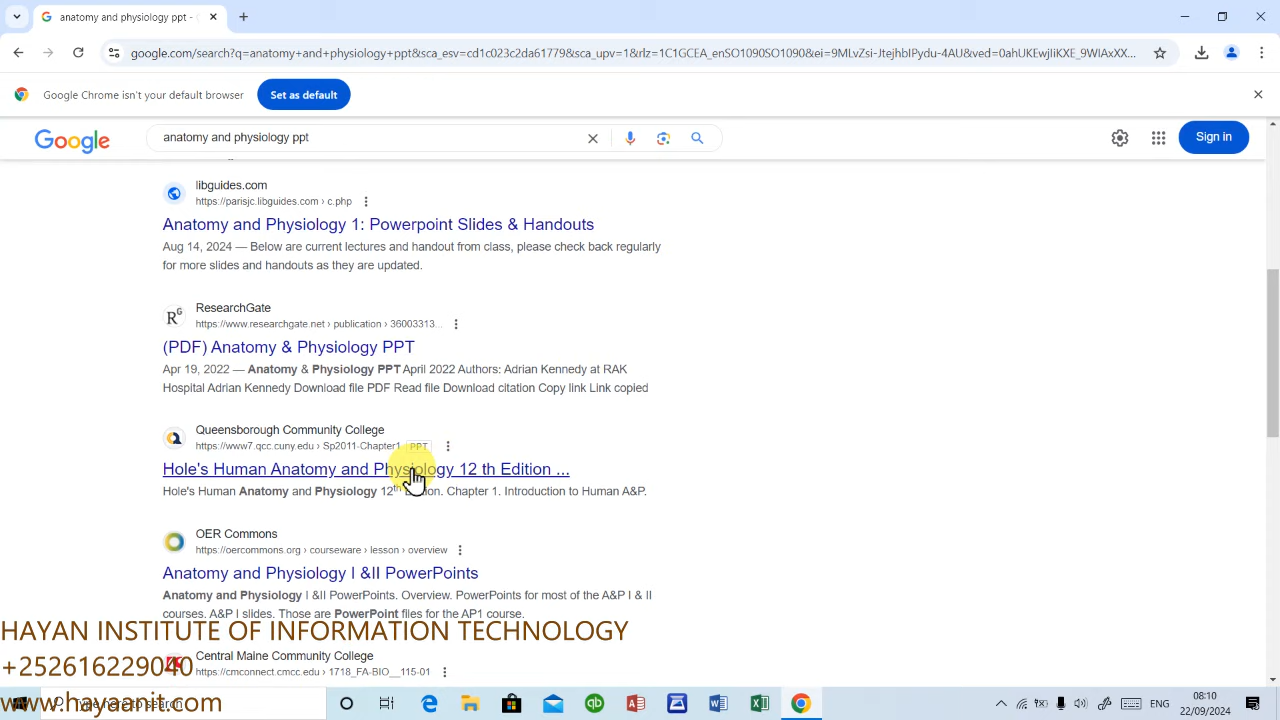 anatomy and physiology ppt -
google.com/search?q=anatomy+and+physiology+ppt&sca_esv=cd1c023c2da61779&sca_upv=1&rlz=1C1GCEA_enSO1090SO1090&ei=9MLvZsi-JtejhbIPydu-4AU&ved=0ahUKEwjIiKXE_9WIAxXX...
Google Chrome isn't your default browser Set as default
Google
anatomy and physiology ppt
Sign in
libguides.com
https://parisjc.libguides.com › c.php
Anatomy and Physiology 1: Powerpoint Slides & Handouts
Aug 14, 2024 — Below are current lectures and handout from class, please check back regularly
for more slides and handouts as they are updated.
ResearchGate
https://www.researchgate.net › publication › 36003313...
(PDF) Anatomy & Physiology PPT
Apr 19, 2022 — Anatomy & Physiology PPT April 2022 Authors: Adrian Kennedy at RAK
Hospital Adrian Kennedy Download file PDF Read file Download citation Copy link Link copied
Queensborough Community College
https://www7.qcc.cuny.edu › Sp2011-Chapter1 PPT
Hole's Human Anatomy and Physiology 12 th Edition ...
Hole's Human Anatomy and Physiology 12th Edition. Chapter 1. Introduction to Human A&P.
OER Commons
https://oercommons.org › courseware › lesson › overview
Anatomy and Physiology I &II PowerPoints
Anatomy and Physiology I &II PowerPoints. Overview. PowerPoints for most of the A&P I & II
courses. A&P I slides. Those are PowerPoint files for the AP1 course.
HAYAN INSTITUTE OF INFORMATION TECHNOLOGY
Central Maine Community College
+252616229040
https://cmconnect.cmcc.edu › 1718_FA-BIO__115-01
www.hayaanit.com
Type here to search
ENG
08:10
22/09/2024